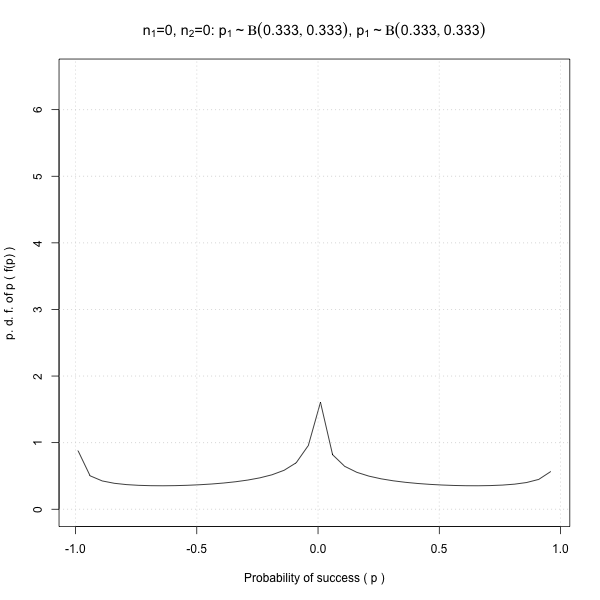 n₁=0, n₂=0: p₁ ~ B(0.333, 0.333), p₁ ~ B(0.333, 0.333)
p. d. f. of p ( f(p) )
6
5
4
3
2
1
0
-1.0 -0.5 0.0 0.5 1.0
Probability of success ( p )